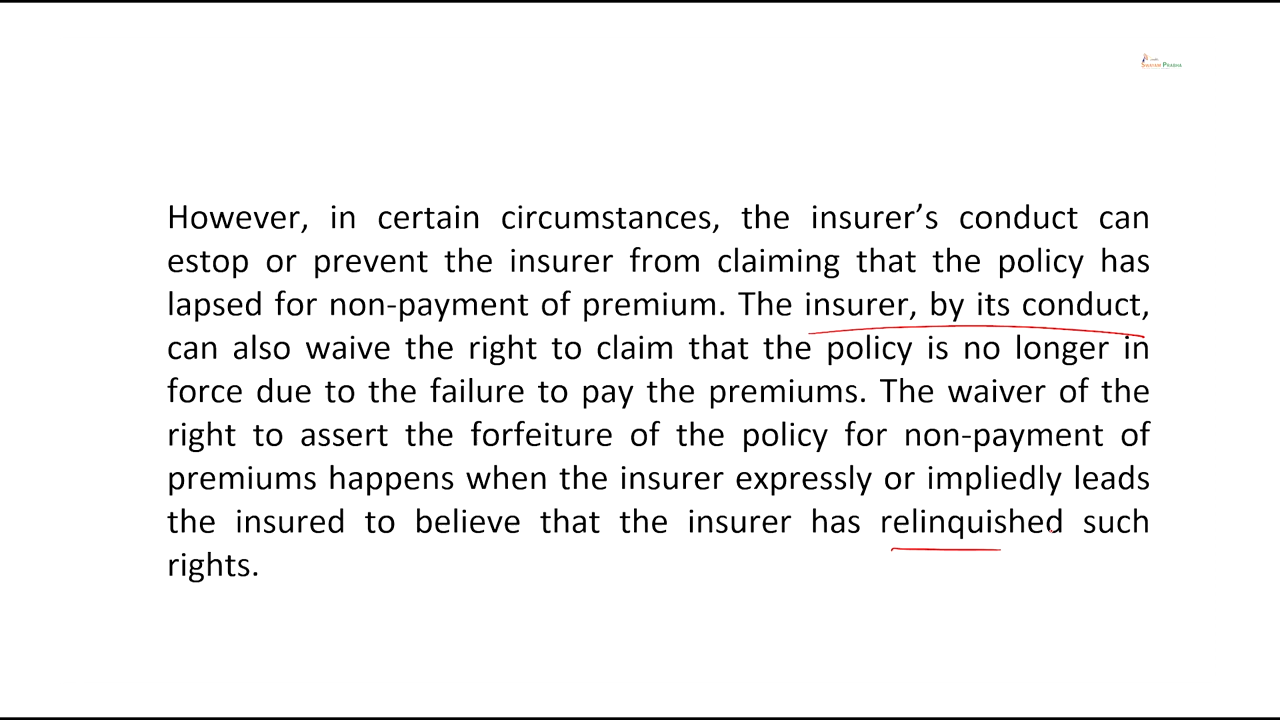 SWAYAM PRABHA
However, in certain circumstances, the insurer’s conduct can
estop or prevent the insurer from claiming that the policy has
lapsed for non-payment of premium. The insurer, by its conduct,
can also waive the right to claim that the policy is no longer in
force due to the failure to pay the premiums. The waiver of the
right to assert the forfeiture of the policy for non-payment of
premiums happens when the insurer expressly or impliedly leads
the insured to believe that the insurer has relinquished such
rights.